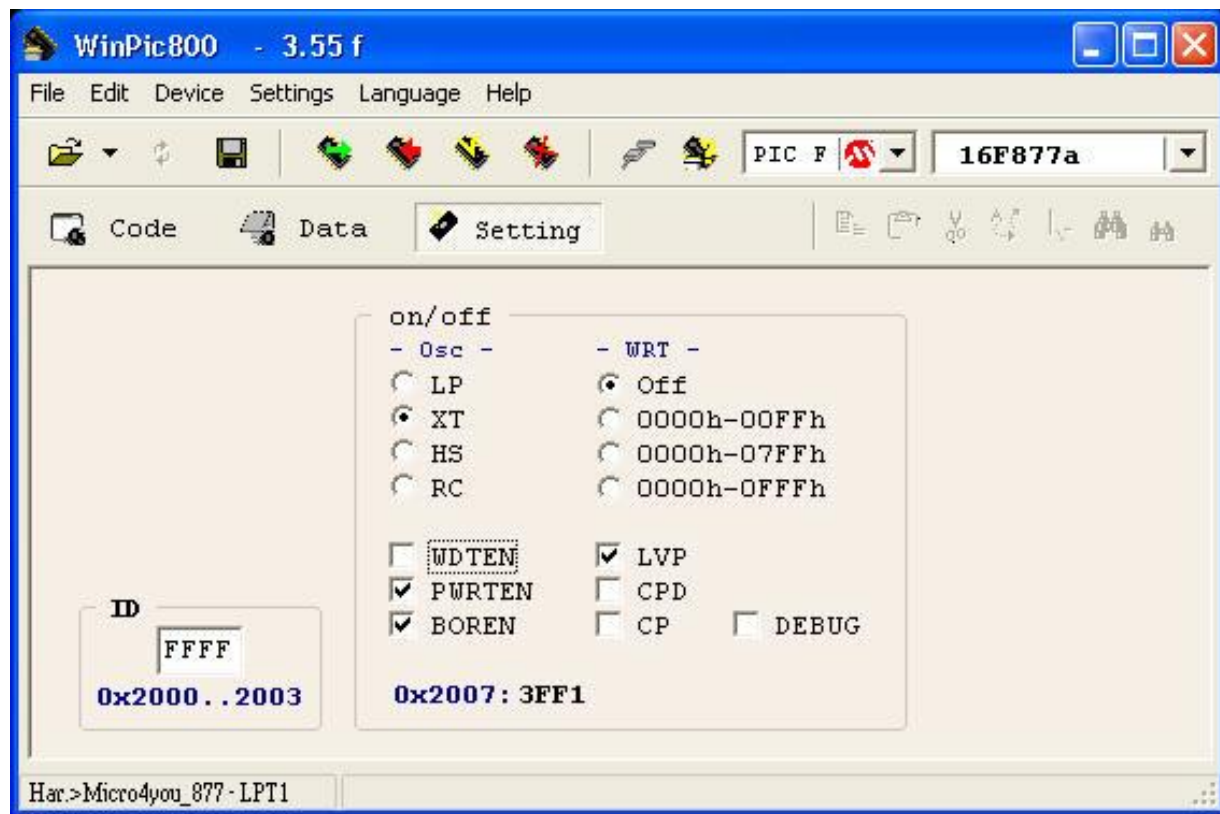 WinPic800 - 3.55 f
File Edit Device Settings Language Help
PIC F 16F877a
Code Data Setting
on/off
- Osc - - WRT -
LP Off
XT 0000h-00FFh
HS 0000h-07FFh
RC 0000h-0FFFh
WDTEN LVP
PWRTEN CPD
BOREN CP DEBUG
ID
FFFF
0x2000..2003 0x2007:3FF1
Har.>Micro4you_877 - LPT1